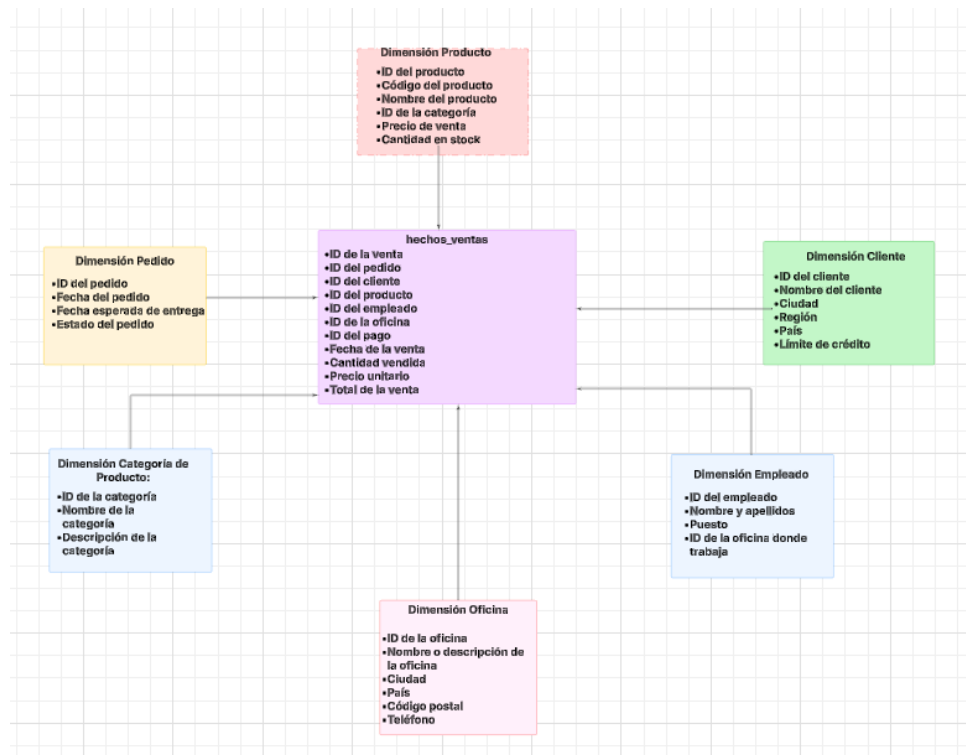 Dimensión Producto
▪ID del producto
▪Código del producto
▪Nombre del producto
▪ID de la categoría
▪Precio de venta
▪Cantidad en stock
hechos_ventas
▪ID de la venta
▪ID del pedido
▪ID del cliente
▪ID del producto
▪ID del empleado
▪ID de la oficina
▪ID del pago
▪Fecha de la venta
▪Cantidad vendida
▪Precio unitario
▪Total de la venta
Dimensión Pedido
▪ID del pedido
▪Fecha del pedido
▪Fecha esperada de entrega
▪Estado del pedido
Dimensión Cliente
▪ID del cliente
▪Nombre del cliente
▪Ciudad
▪Región
▪País
▪Límite de crédito
Dimensión Categoría de
Producto:
▪ID de la categoría
▪Nombre de la
categoría
▪Descripción de la
categoría
Dimensión Empleado
▪ID del empleado
▪Nombre y apellidos
▪Puesto
▪ID de la oficina donde
trabaja
Dimensión Oficina
▪ID de la oficina
▪Nombre o descripción de
la oficina
▪Ciudad
▪País
▪Código postal
▪Teléfono